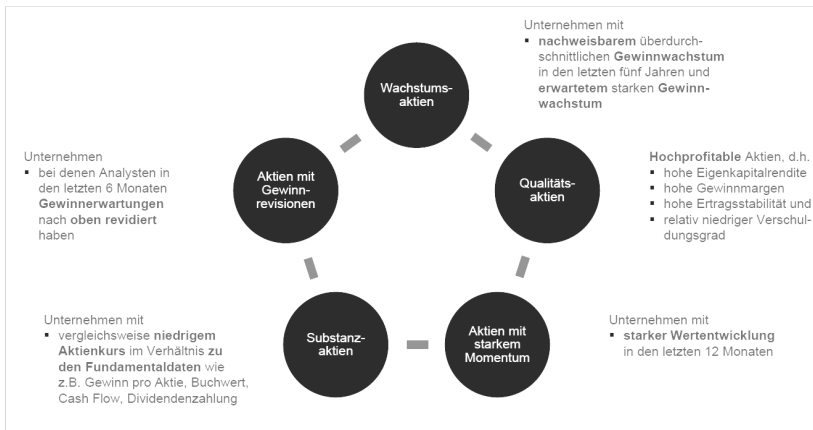 Unternehmen mit
▪ nachweisbarem überdurch-
schnittlichen Gewinnwachstum
in den letzten fünf Jahren und
erwartetem starken Gewinn-
wachstum
Wachstums-
aktien
Unternehmen
▪ bei denen Analysten in
den letzten 6 Monaten
Gewinnerwartungen
nach oben revidiert
haben
Aktien mit
Gewinn-
revisionen
Qualitäts-
aktien
Hochprofitable Aktien, d.h.
▪ hohe Eigenkapitalrendite
▪ hohe Gewinnmargen
▪ hohe Ertragsstabilität und
▪ relativ niedriger Verschul-
dungsgrad
Unternehmen mit
▪ vergleichsweise niedrigem
Aktienkurs im Verhältnis zu
den Fundamentaldaten wie
z.B. Gewinn pro Aktie, Buchwert,
Cash Flow, Dividendenzahlung
Substanz-
aktien
Aktien mit
starkem
Momentum
Unternehmen mit
▪ starker Wertentwicklung
in den letzten 12 Monaten